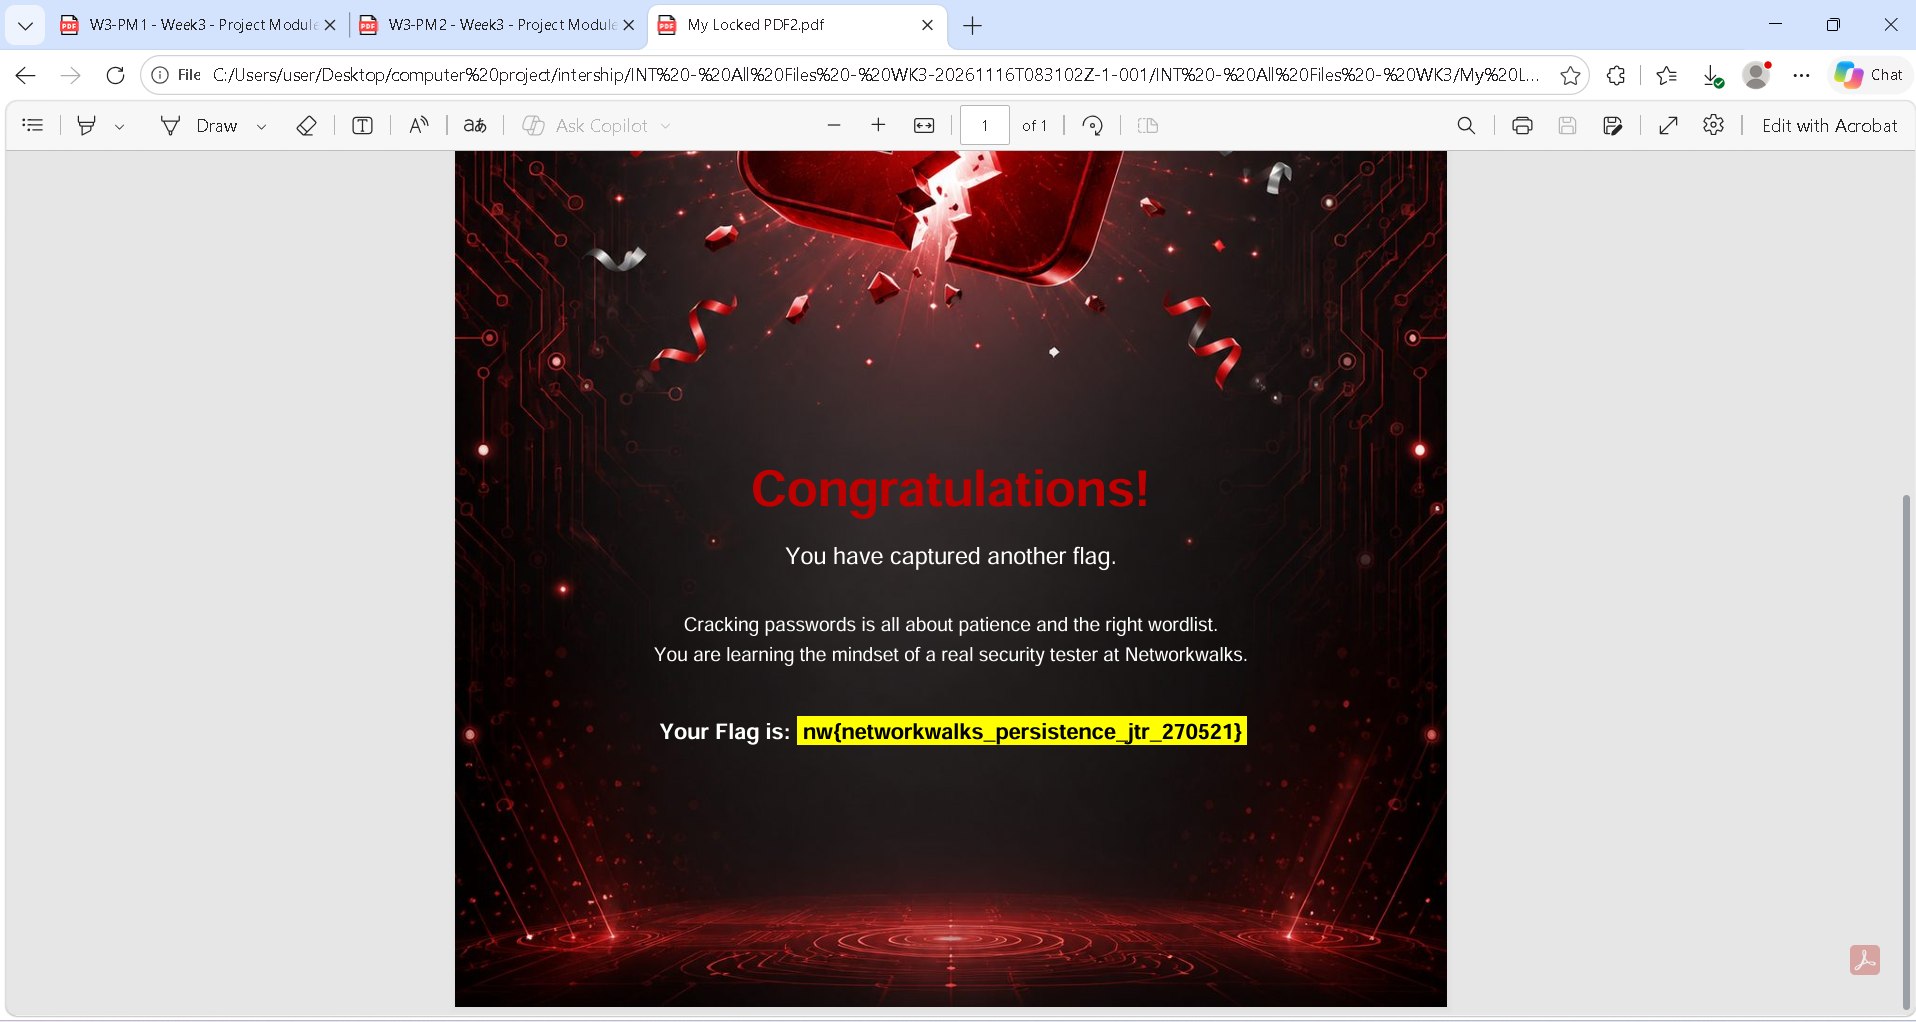 W3-PM1 - Week3 - Project Module
W3-PM2 - Week3 - Project Module
My Locked PDF2.pdf
File
C:/Users/user/Desktop/computer%20project/intership/INT%20-%20All%20Files%20-%20WK3-20261116T083102Z-1-001/INT%20-%20All%20Files%20-%20WK3/My%20L...
Chat
Draw
Ask Copilot
1 of 1
Edit with Acrobat
Congratulations!
You have captured another flag.
Cracking passwords is all about patience and the right wordlist.
You are learning the mindset of a real security tester at Networkwalks.
Your Flag is: nw{networkwalks_persistence_jtr_270521}